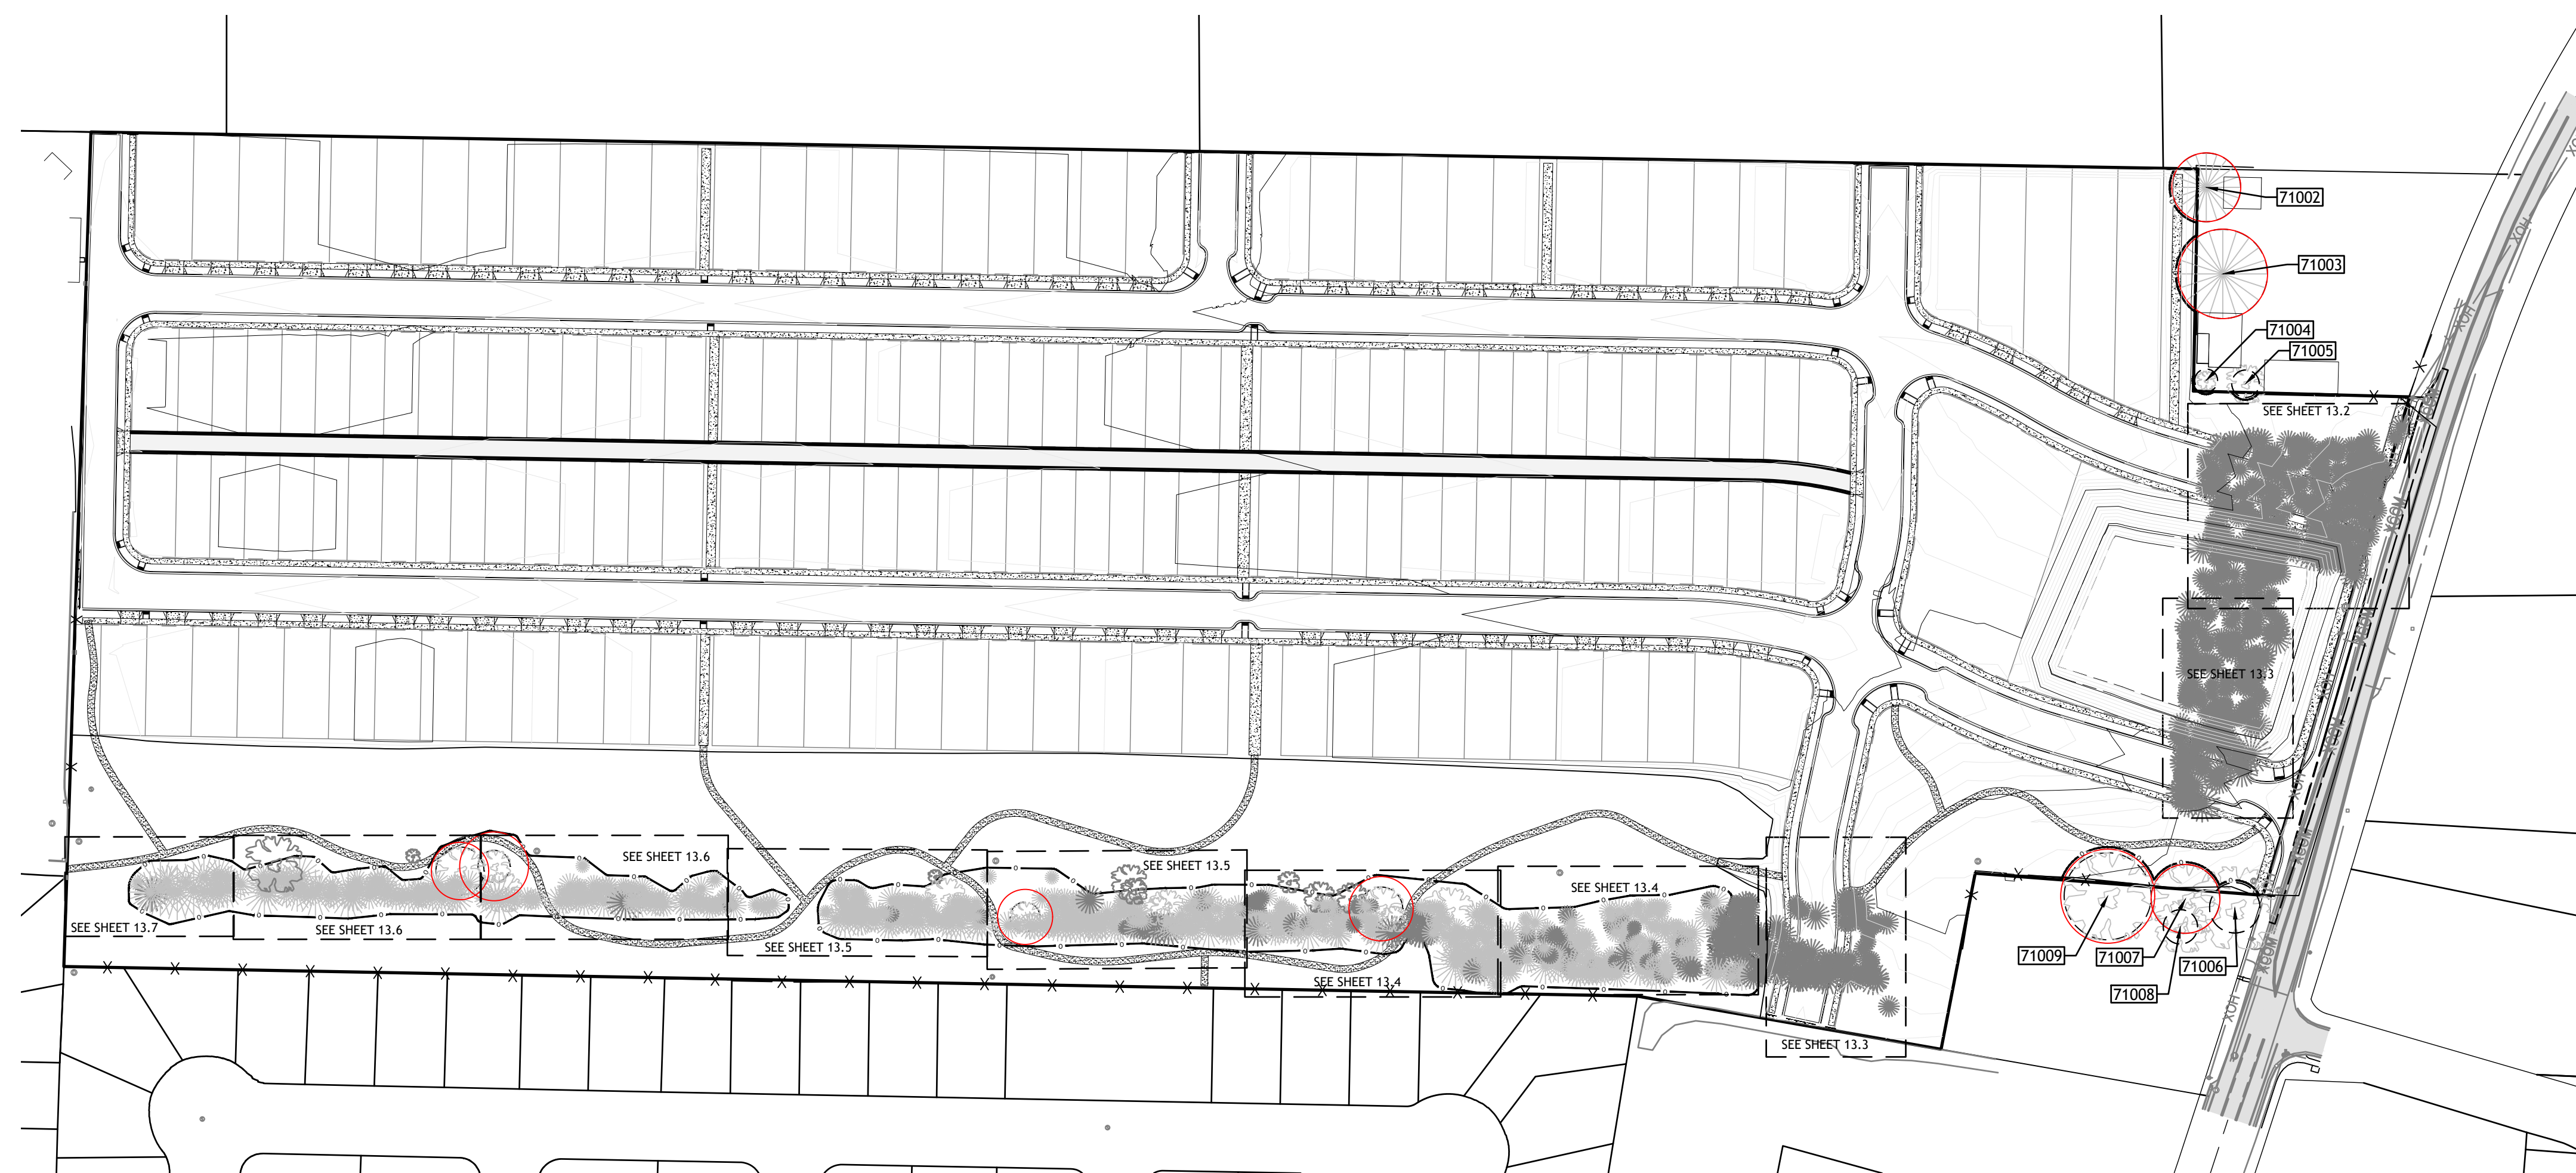 71002
71003
71004
71005
SEE SHEET 13.2
SEE SHEET 13.3
SEE SHEET 13.6
SEE SHEET 13.5
SEE SHEET 13.4
SEE SHEET 13.7
SEE SHEET 13.6
SEE SHEET 13.5
SEE SHEET 13.4
71009
71007
71006
71008
SEE SHEET 13.3